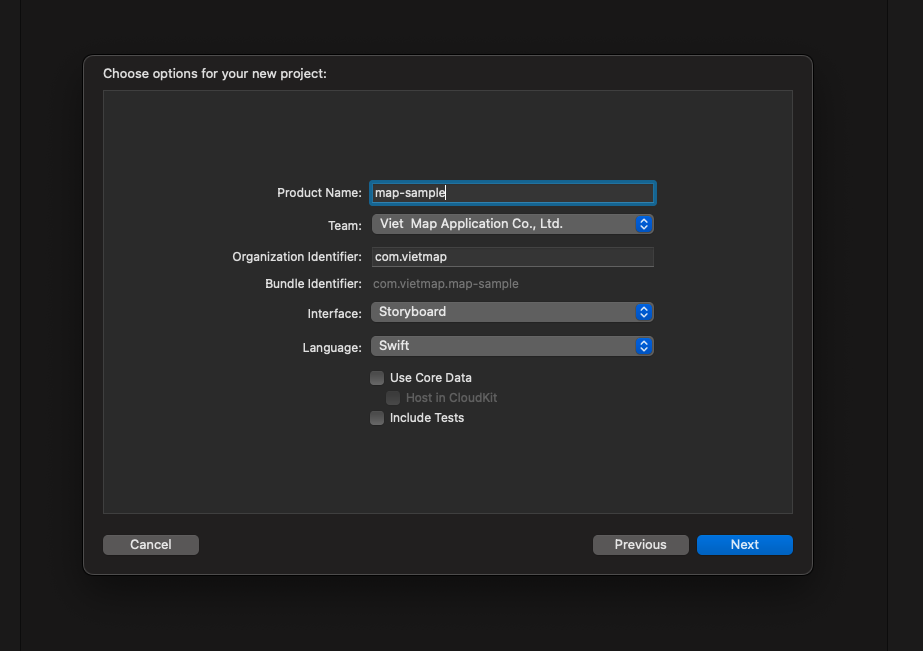 Choose options for your new project:
Product Name: map-sample
Team: Viet  Map Application Co., Ltd.
Organization Identifier: com.vietmap
Bundle Identifier: com.vietmap.map-sample
Interface: Storyboard
Language: Swift
Use Core Data
Host in CloudKit
Include Tests
Cancel Previous Next